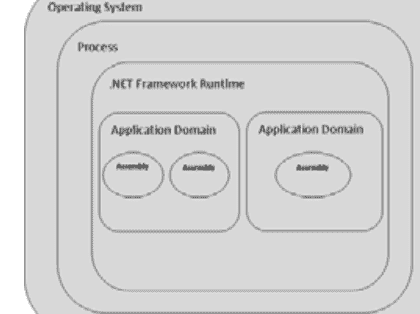 Operating System
Process
.NET Framework Runtime
Application Domain
Application Domain
Assembly
Assembly
Assembly